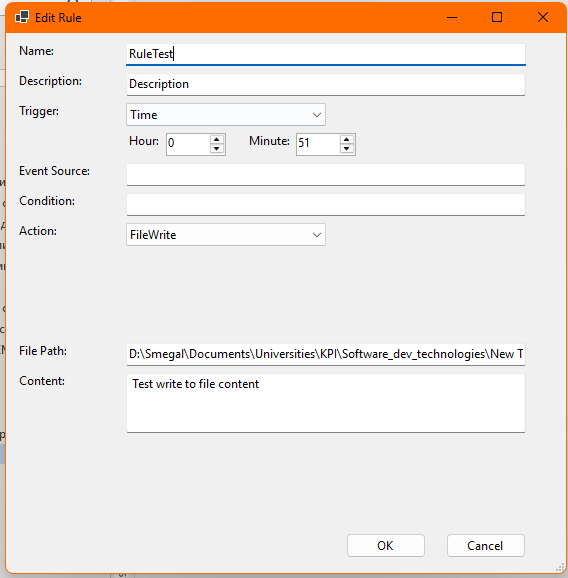 Edit Rule
Name: RuleTest
Description: Description
Trigger: Time
Hour: 0 Minute: 51
Event Source:
Condition:
Action: FileWrite
File Path: D:\Smegal\Documents\Universities\KPI\Software_dev_technologies\New T
Content: Test write to file content
OK Cancel